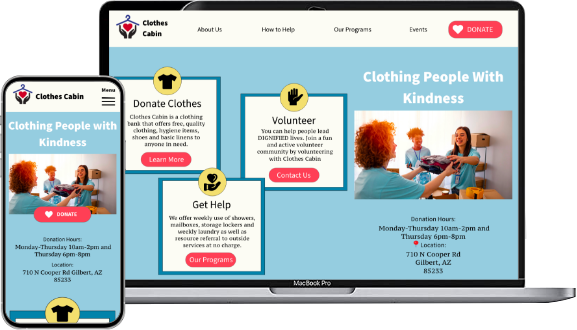 Clothes
Cabin
About Us
How to Help
Our Programs
Events
DONATE
Clothing People With
Kindness
Donate Clothes
Clothes Cabin is a clothing
bank that offers free, quality
clothing, hygiene items,
shoes and basic linens to
anyone in need.
Learn More
Volunteer
You can help people lead
DIGNIFIED lives. Join a fun
and active volunteer
community by volunteering
with Clothes Cabin
Contact Us
Get Help
We offer weekly use of showers,
mailboxes, storage lockers and
weekly laundry as well as
resource referral to outside
services at no charge.
Our Programs
Donation Hours:
Monday-Thursday 10am-2pm and
Thursday 6pm-8pm
Location:
710 N Cooper Rd
Gilbert, AZ
85233
MacBook Pro
Clothes Cabin
Menu
Clothing People with
Kindness
DONATE
Donation Hours:
Monday-Thursday 10am-2pm and
Thursday 6pm-8pm
Location:
710 N Cooper Rd Gilbert, AZ
85233